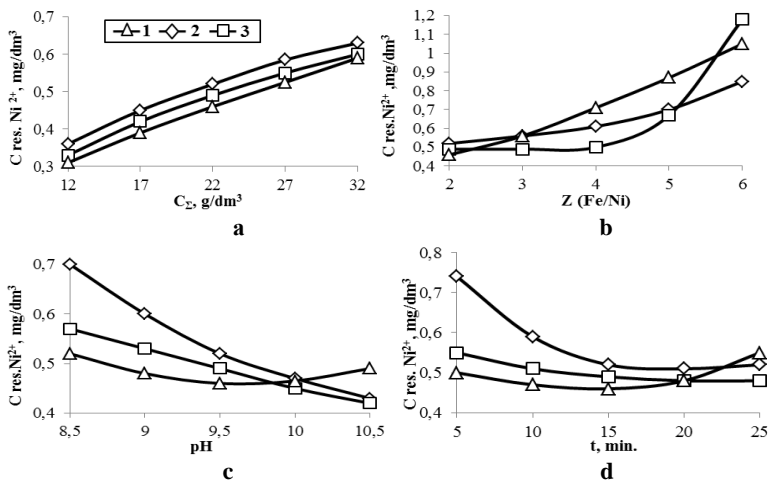 C res. Ni ²⁺, mg/dm³
0,7
0,6
0,5
0,4
0,3
1 2 3
12 17 22 27 32
C_Σ, g/dm³
a
C res.Ni²⁺,mg/dm³
1,2
1,1
1
0,9
0,8
0,7
0,6
0,5
0,4
2 3 4 5 6
Z (Fe/Ni)
b
C res.Ni²⁺, mg/dm³
0,7
0,6
0,5
0,4
8,5 9 9,5 10 10,5
pH
c
C res. Ni²⁺, mg/dm³
0,8
0,7
0,6
0,5
0,4
5 10 15 20 25
t, min.
d